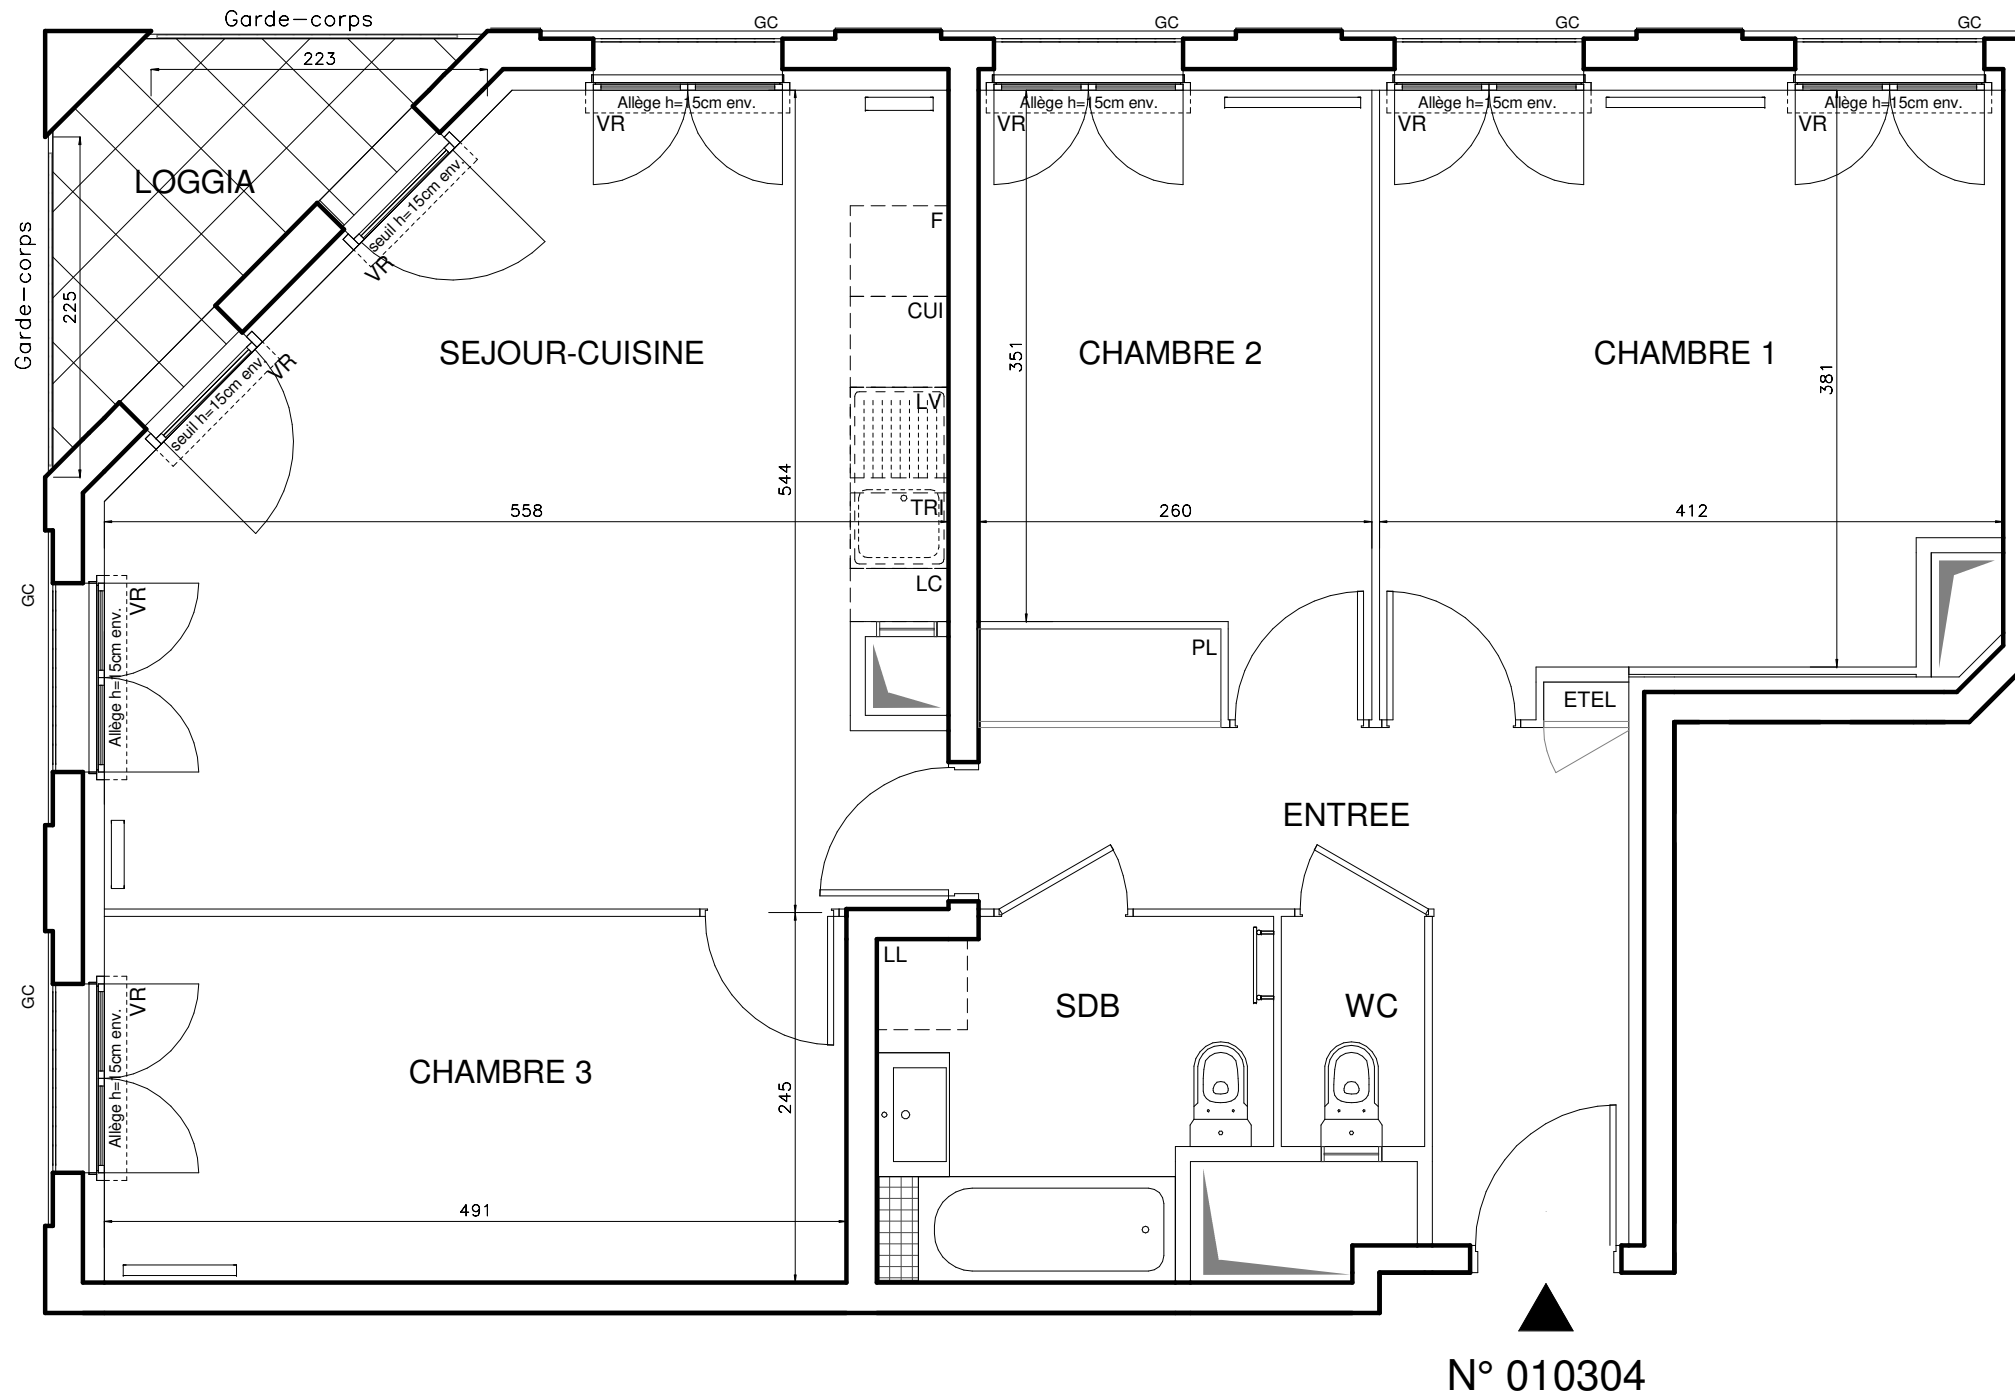 Garde-corps
GC
GC
GC
GC
223
Allège h=15cm env.
Allège h=15cm env.
Allège h=15cm env.
Allège h=15cm env.
VR
VR
VR
VR
LOGGIA
seuil h=15cm env.
VR
F
Garde-corps
225
CUI
SEJOUR-CUISINE
351
CHAMBRE 2
CHAMBRE 1
381
VR
seuil h=15cm env.
LV
544
558
TRI
260
412
LC
GC
VR
Allège h=15cm env.
PL
ETEL
ENTREE
LL
GC
VR
Allège h=15cm env.
SDB
WC
CHAMBRE 3
245
491
N° 010304